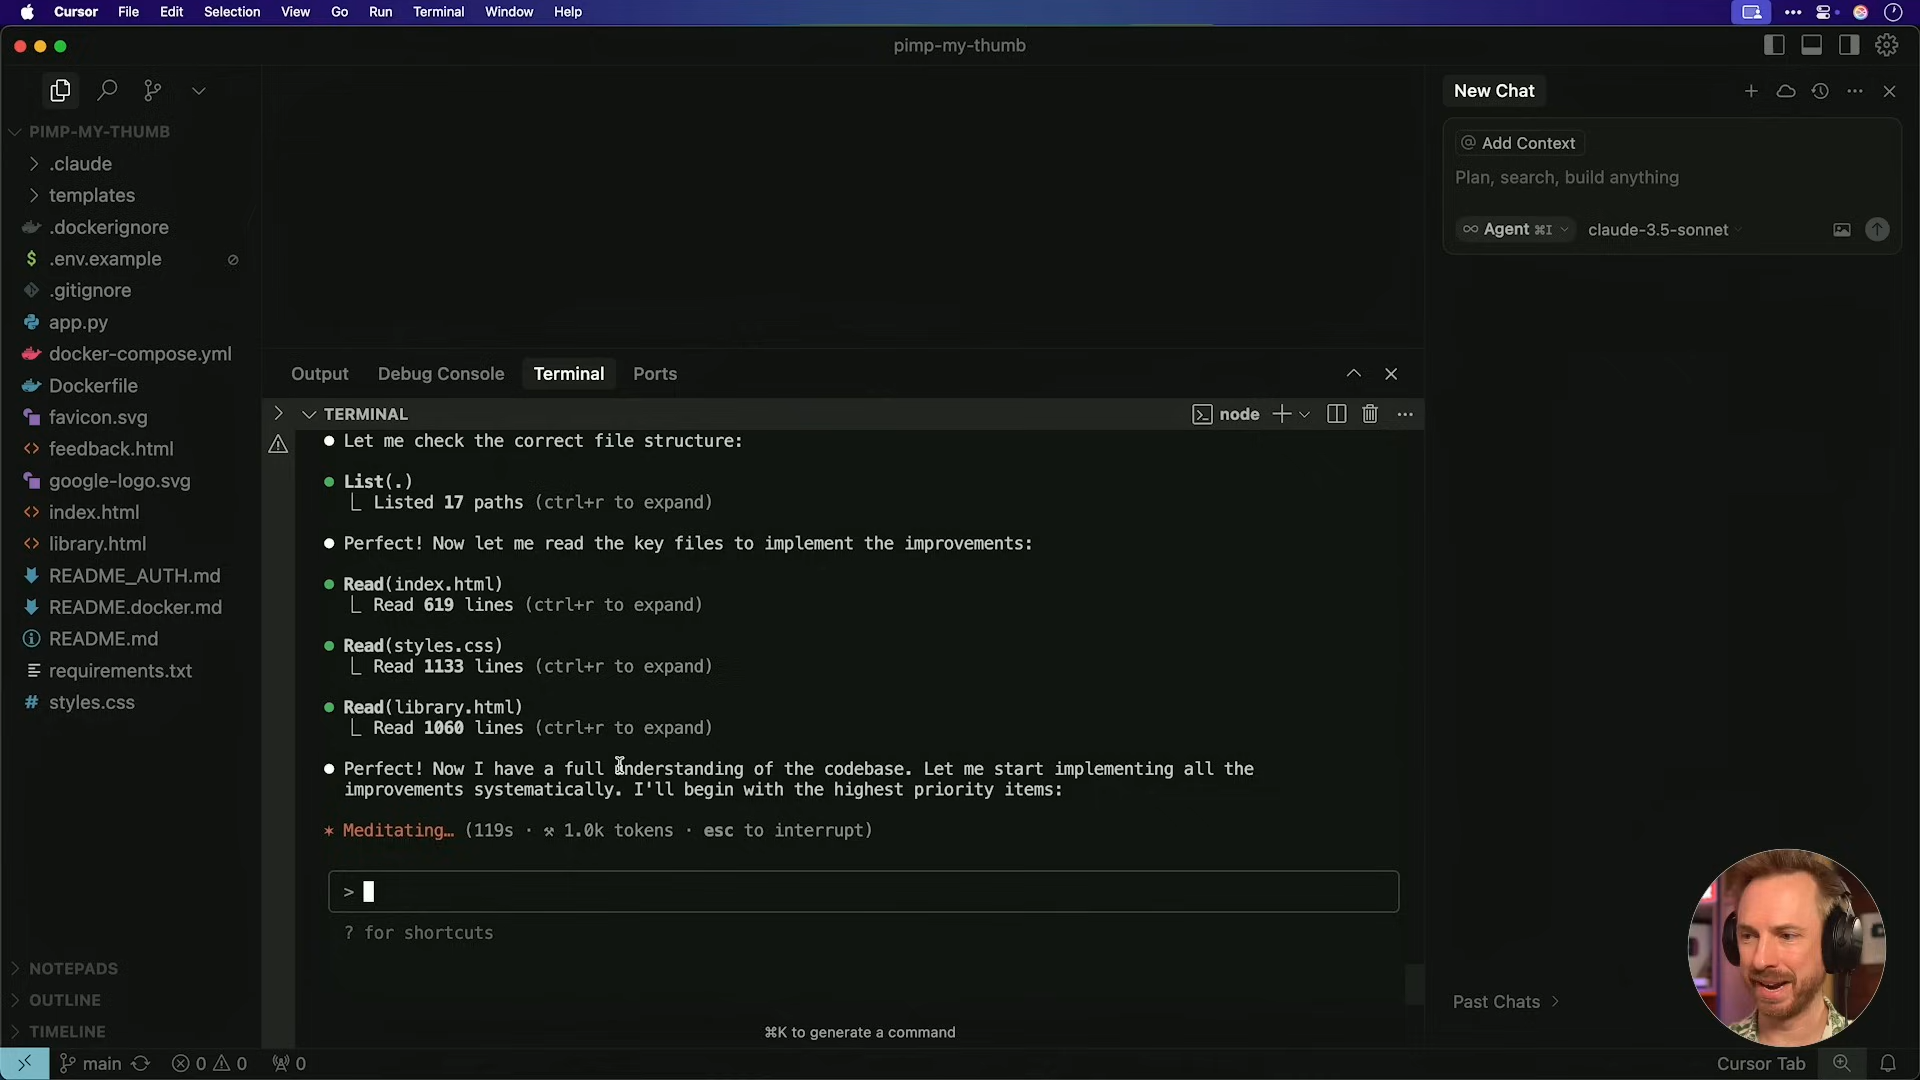 Cursor File Edit Selection View Go Run Terminal Window Help
pimp-my-thumb
PIMP-MY-THUMB
.claude
templates
.dockerignore
$ .env.example
.gitignore
app.py
docker-compose.yml
Dockerfile
favicon.svg
<> feedback.html
google-logo.svg
<> index.html
<> library.html
README_AUTH.md
README.docker.md
README.md
requirements.txt
# styles.css
NOTEPADS
OUTLINE
TIMELINE
Output Debug Console Terminal Ports
TERMINAL
node
Let me check the correct file structure:
List(.)
Listed 17 paths (ctrl+r to expand)
Perfect! Now let me read the key files to implement the improvements:
Read(index.html)
Read 619 lines (ctrl+r to expand)
Read(styles.css)
Read 1133 lines (ctrl+r to expand)
Read(library.html)
Read 1060 lines (ctrl+r to expand)
Perfect! Now I have a full understanding of the codebase. Let me start implementing all the
improvements systematically. I'll begin with the highest priority items:
Meditating… (119s · ⚒ 1.0k tokens · esc to interrupt)
>
? for shortcuts
⌘K to generate a command
New Chat
@ Add Context
Plan, search, build anything
∞ Agent ⌘I claude-3.5-sonnet
Past Chats
main 0 0 0
Cursor Tab